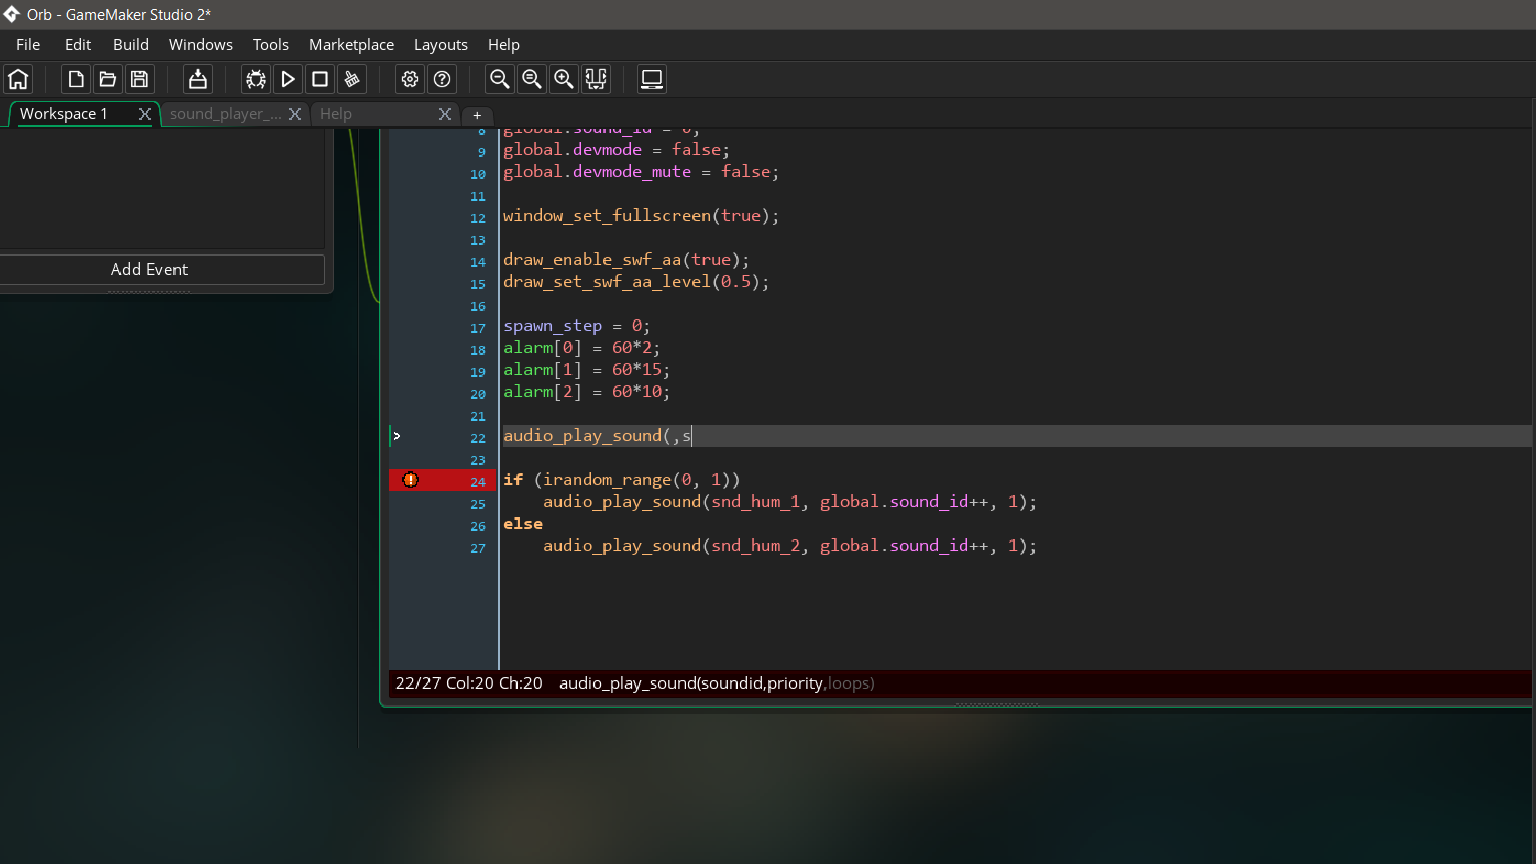 Orb - GameMaker Studio 2*
File Edit Build Windows Tools Marketplace Layouts Help
Workspace 1 X sound_player_... X Help X +
8 global.sound_id = 0;
9 global.devmode = false;
10 global.devmode_mute = false;
11
12 window_set_fullscreen(true);
13
Add Event
14 draw_enable_swf_aa(true);
15 draw_set_swf_aa_level(0.5);
16
17 spawn_step = 0;
18 alarm[0] = 60*2;
19 alarm[1] = 60*15;
20 alarm[2] = 60*10;
21
> 22 audio_play_sound(,s
23
! 24 if (irandom_range(0, 1))
25 audio_play_sound(snd_hum_1, global.sound_id++, 1);
26 else
27 audio_play_sound(snd_hum_2, global.sound_id++, 1);
22/27 Col:20 Ch:20 audio_play_sound(soundid,priority,loops)